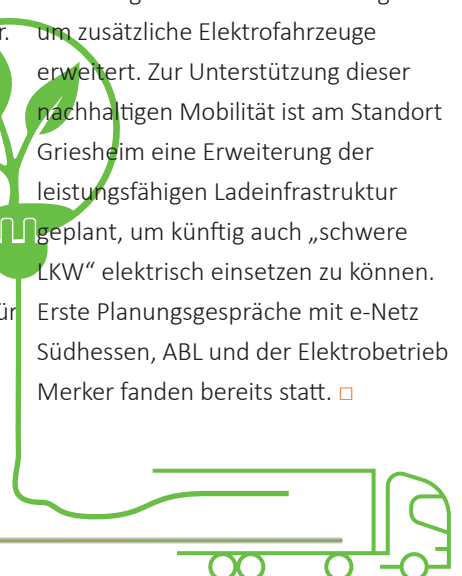 r.
ür
um zusätzliche Elektrofahrzeuge
erweitert. Zur Unterstützung dieser
nachhaltigen Mobilität ist am Standort
Griesheim eine Erweiterung der
leistungsfähigen Ladeinfrastruktur
geplant, um künftig auch „schwere
LKW“ elektrisch einsetzen zu können.
Erste Planungsgespräche mit e-Netz
Südhessen, ABL und der Elektrobetrieb
Merker fanden bereits statt. □